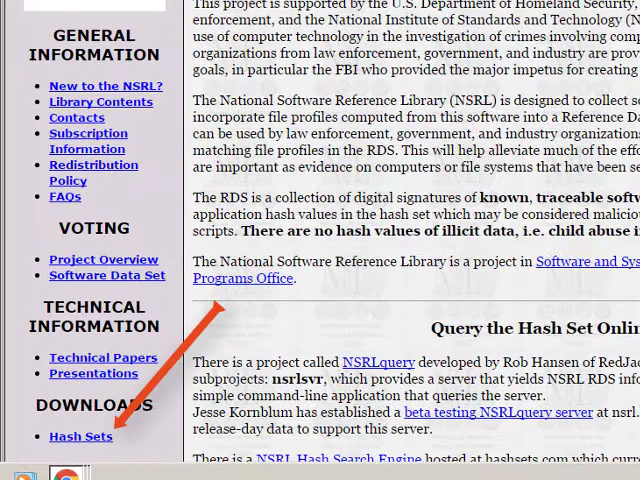 GENERAL
INFORMATION
New to the NSRL?
Library Contents
Contacts
Subscription
Information
Redistribution
Policy
FAQs
VOTING
Project Overview
Software Data Set
TECHNICAL
INFORMATION
Technical Papers
Presentations
DOWNLOADS
Hash Sets
This project is supported by the U.S. Department of Homeland Security,
enforcement, and the National Institute of Standards and Technology (N
use of computer technology in the investigation of crimes involving comp
organizations from law enforcement, government, and industry are prov
goals, in particular the FBI who provided the major impetus for creating
The National Software Reference Library (NSRL) is designed to collect s
incorporate file profiles computed from this software into a Reference Da
can be used by law enforcement, government, and industry organizations
matching file profiles in the RDS. This will help alleviate much of the effo
are important as evidence on computers or file systems that have been se
The RDS is a collection of digital signatures of known, traceable softw
application hash values in the hash set which may be considered malicio
scripts. There are no hash values of illicit data, i.e. child abuse i
The National Software Reference Library is a project in Software and Sys
Programs Office.
Query the Hash Set Onlin
There is a project called NSRLquery developed by Rob Hansen of RedJa
subprojects: nsrlsvr, which provides a server that yields NSRL RDS info
simple command-line application that queries the server.
Jesse Kornblum has established a beta testing NSRLquery server at nsrl.
release-day data to support this server.
There is a NSRL Hash Search Engine hosted at hashsets.com which curre